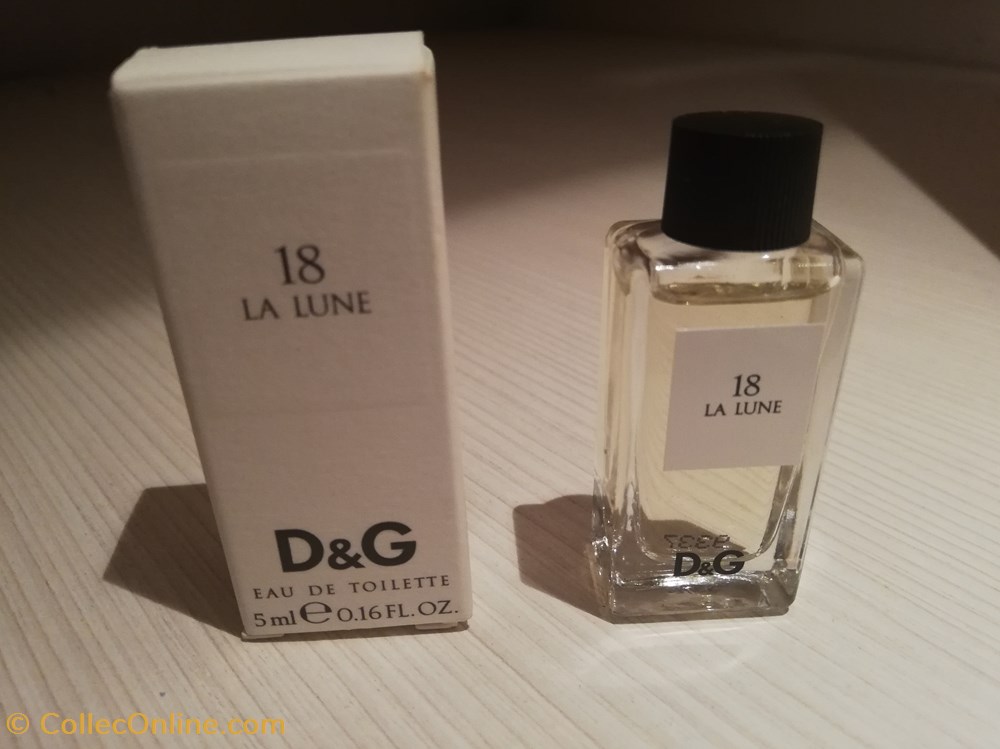 18
LA LUNE
D&G
EAU DE TOILETTE
5 ml e 0.16 FL. OZ.
18
LA LUNE
D&G
© CollecOnline.com